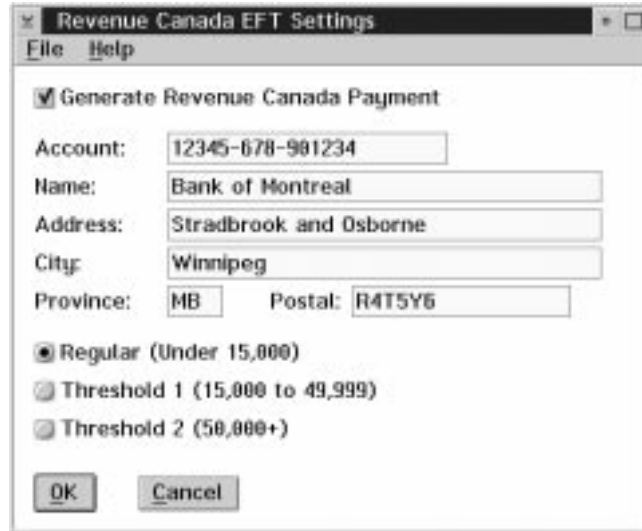 Revenue Canada EFT Settings
File Help
Generate Revenue Canada Payment
Account: 12345-678-901234
Name: Bank of Montreal
Address: Stradbrook and Osborne
City: Winnipeg
Province: MB Postal: R4T5Y6
Regular (Under 15,000)
Threshold 1 (15,000 to 49,999)
Threshold 2 (50,000+)
OK Cancel